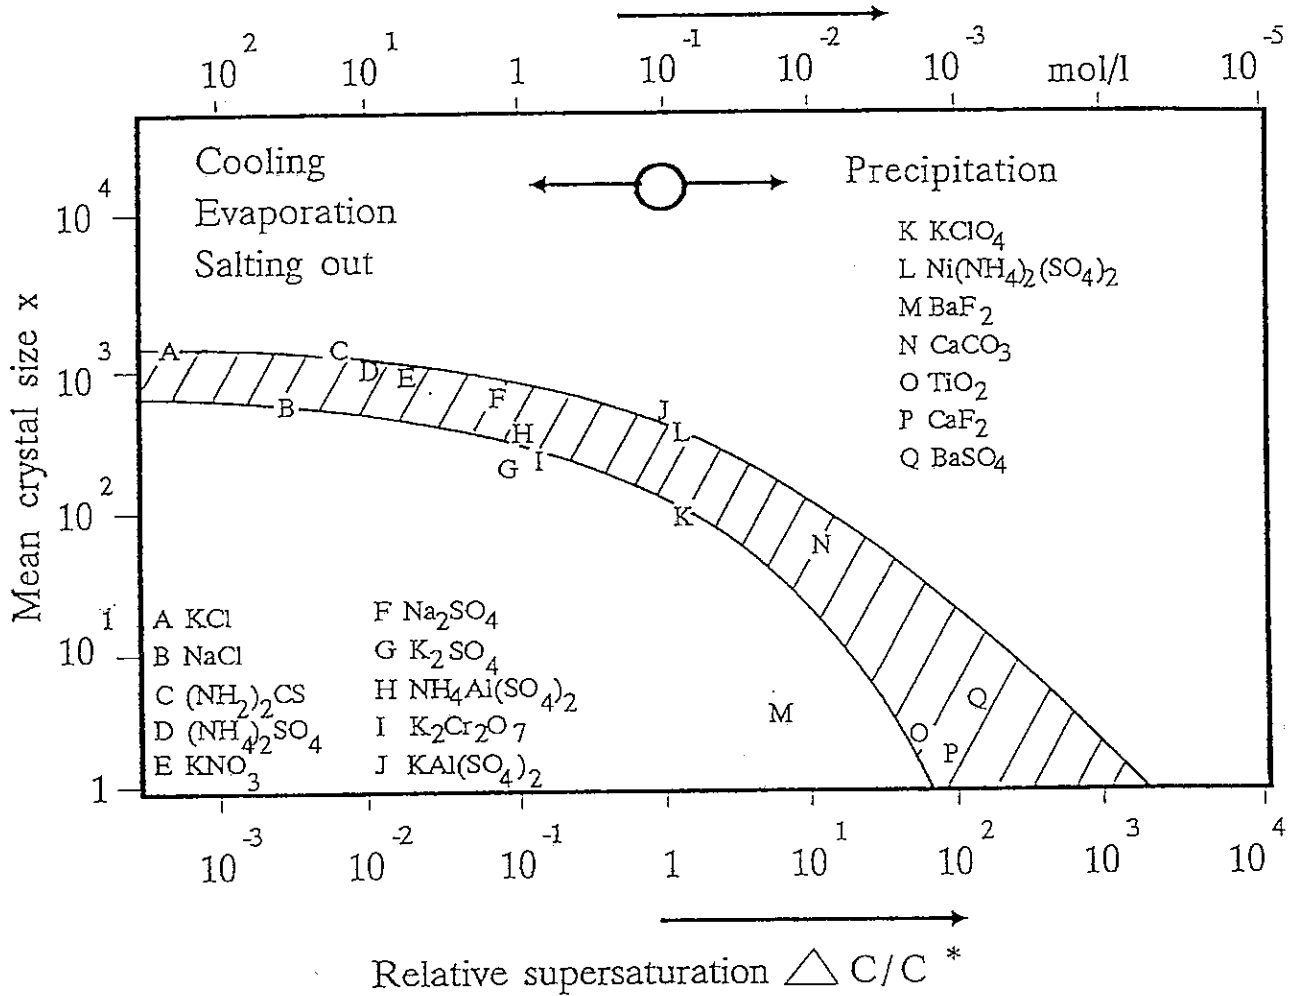 10^2 10^1 1 10^-1 10^-2 10^-3 mol/l 10^-5
Cooling
Evaporation
Salting out
Precipitation
K KClO4
L Ni(NH4)2(SO4)2
M BaF2
N CaCO3
O TiO2
P CaF2
Q BaSO4
Mean crystal size x
10^4
10^3
10^2
10^1
1
A
C
D
E
B
F
H
G
I
J
L
K
N
M
Q
O
P
A KCl
B NaCl
C (NH2)2CS
D (NH4)2SO4
E KNO3
F Na2SO4
G K2SO4
H NH4Al(SO4)2
I K2Cr2O7
J KAl(SO4)2
10^-3 10^-2 10^-1 1 10^1 10^2 10^3 10^4
Relative supersaturation △ C/C*